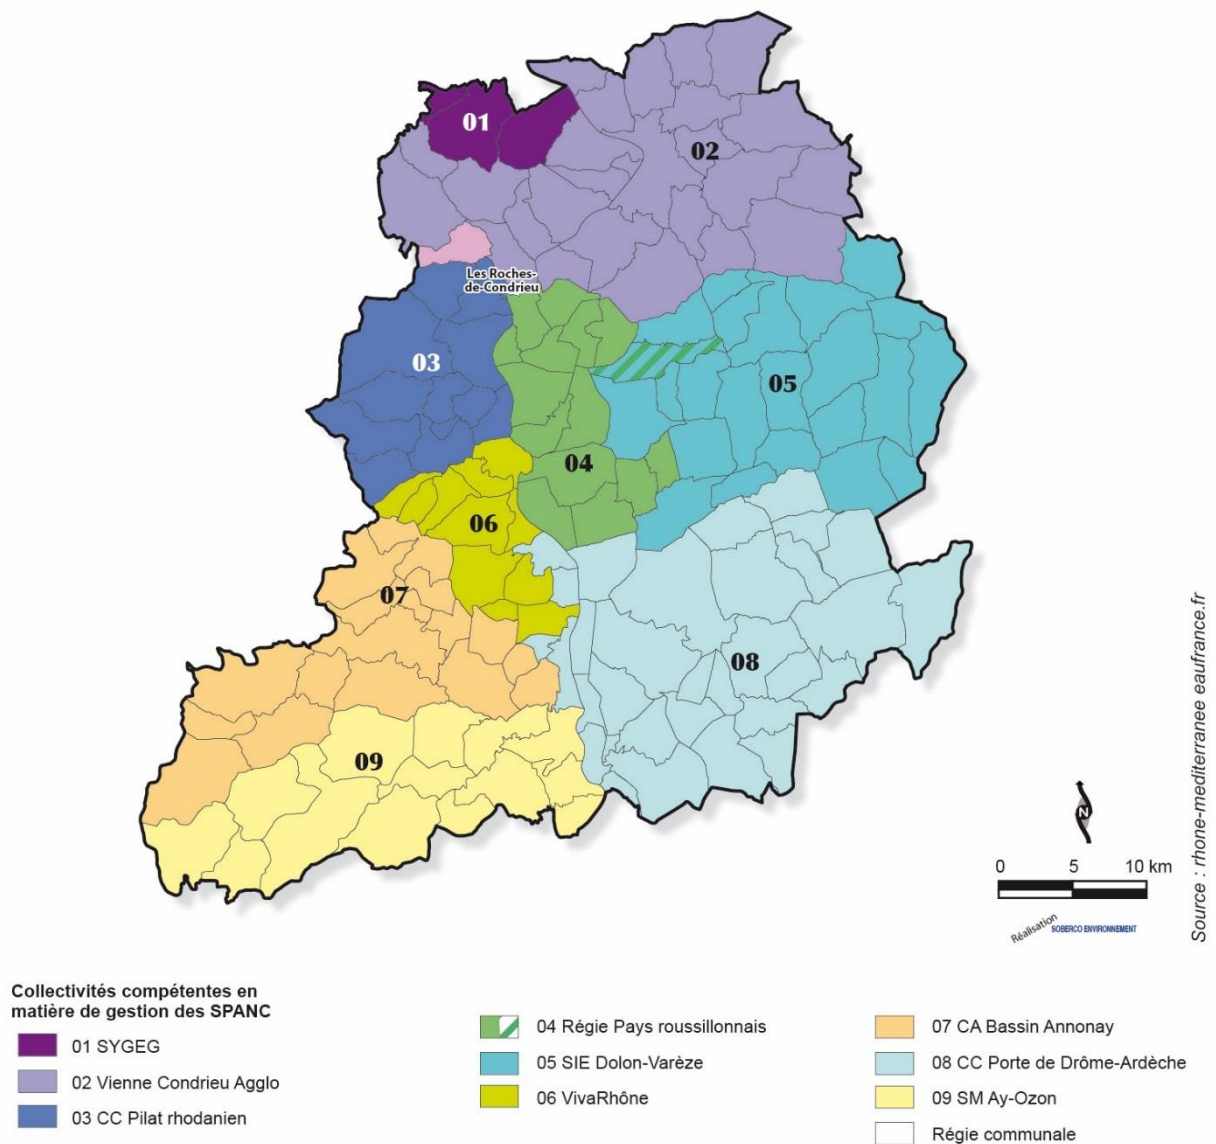 01
02
Les Roches-
de-Condrieu
03
05
04
06
07
08
09
N
0 5 10 km
Réalisation SOBERCO ENVIRONNEMENT
Source : rhone-mediterranee eaufrance.fr
Collectivités compétentes en
matière de gestion des SPANC
01 SYGEG
02 Vienne Condrieu Agglo
03 CC Pilat rhodanien
04 Régie Pays roussillonnais
05 SIE Dolon-Varèze
06 VivaRhône
07 CA Bassin Annonay
08 CC Porte de Drôme-Ardèche
09 SM Ay-Ozon
Régie communale